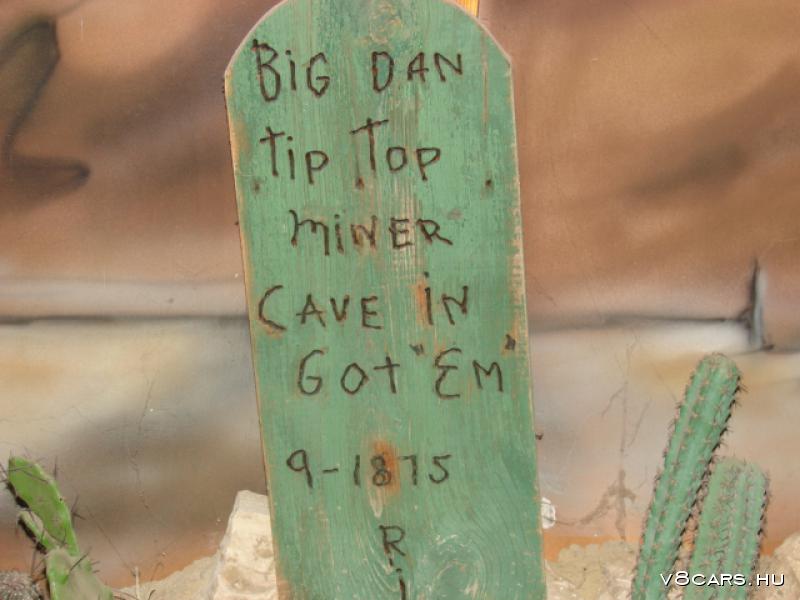 BiG DAN
Tip Top
MiNER
CAVE iN
GOt "EM"
9-1875
R
i
V8CARS.HU